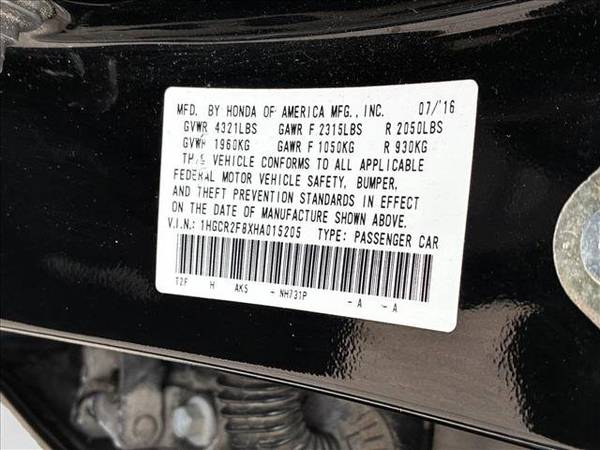 MFD. BY HONDA OF AMERICA MFG., INC. 07/'16
GVWR 4321LBS GAWR F 2315LBS R 2050LBS
GVWR 1960KG GAWR F 1050KG R 930KG
THIS VEHICLE CONFORMS TO ALL APPLICABLE
FEDERAL MOTOR VEHICLE SAFETY, BUMPER,
AND THEFT PREVENTION STANDARDS IN EFFECT
ON THE DATE OF MANUFACTURE SHOWN ABOVE.
V.I.N.: 1HGCR2F8XHA015205 TYPE: PASSENGER CAR
T2F H AK5 - NH731P - A - A